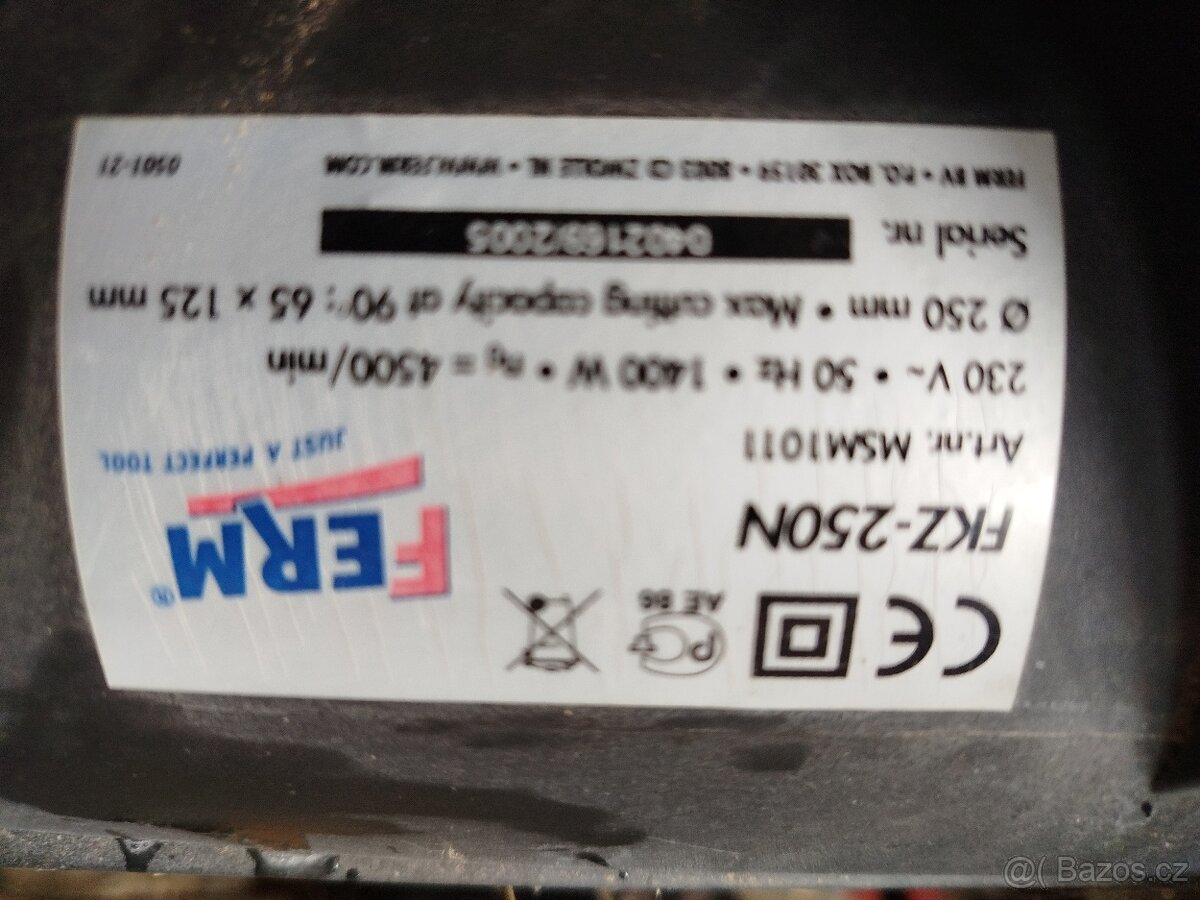 FERM®
JUST A PERFECT TOOL
CE
PC
AE 86
FKZ-250N
Art.nr. MSM1011
230 V~ • 50 Hz • 1400 W • n₀ = 4500/min
Ø 250 mm • Max cutting capacity at 90°: 65 x 125 mm
Serial nr. 0402169/2005
FERM BV • P.O. BOX 30159 • 8003 CD ZWOLLE NL • WWW.FERM.COM 0501-21
@( Bazos.cz